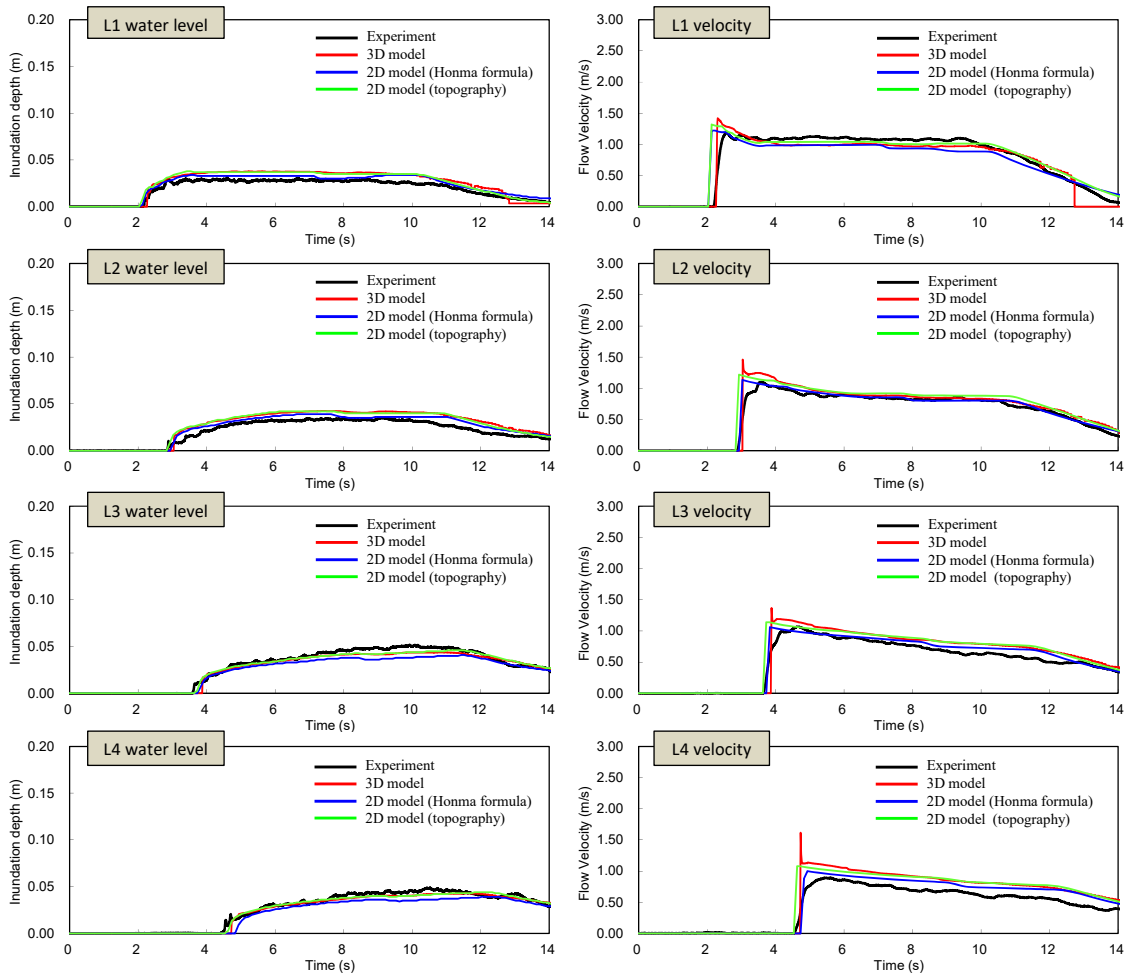 L1 water level
Inundation depth (m)
0.20
0.15
0.10
0.05
0.00
Experiment
3D model
2D model (Honma formula)
2D model (topography)
0 2 4 6 8 10 12 14
Time (s)
L1 velocity
Flow Velocity (m/s)
3.00
2.50
2.00
1.50
1.00
0.50
0.00
Experiment
3D model
2D model (Honma formula)
2D model (topography)
0 2 4 6 8 10 12 14
Time (s)
L2 water level
Inundation depth (m)
0.20
0.15
0.10
0.05
0.00
Experiment
3D model
2D model (Honma formula)
2D model (topography)
0 2 4 6 8 10 12 14
Time (s)
L2 velocity
Flow Velocity (m/s)
3.00
2.50
2.00
1.50
1.00
0.50
0.00
Experiment
3D model
2D model (Honma formula)
2D model (topography)
0 2 4 6 8 10 12 14
Time (s)
L3 water level
Inundation depth (m)
0.20
0.15
0.10
0.05
0.00
Experiment
3D model
2D model (Honma formula)
2D model (topography)
0 2 4 6 8 10 12 14
Time (s)
L3 velocity
Flow Velocity (m/s)
3.00
2.50
2.00
1.50
1.00
0.50
0.00
Experiment
3D model
2D model (Honma formula)
2D model (topography)
0 2 4 6 8 10 12 14
Time (s)
L4 water level
Inundation depth (m)
0.20
0.15
0.10
0.05
0.00
Experiment
3D model
2D model (Honma formula)
2D model (topography)
0 2 4 6 8 10 12 14
Time (s)
L4 velocity
Flow Velocity (m/s)
3.00
2.50
2.00
1.50
1.00
0.50
0.00
Experiment
3D model
2D model (Honma formula)
2D model (topography)
0 2 4 6 8 10 12 14
Time (s)